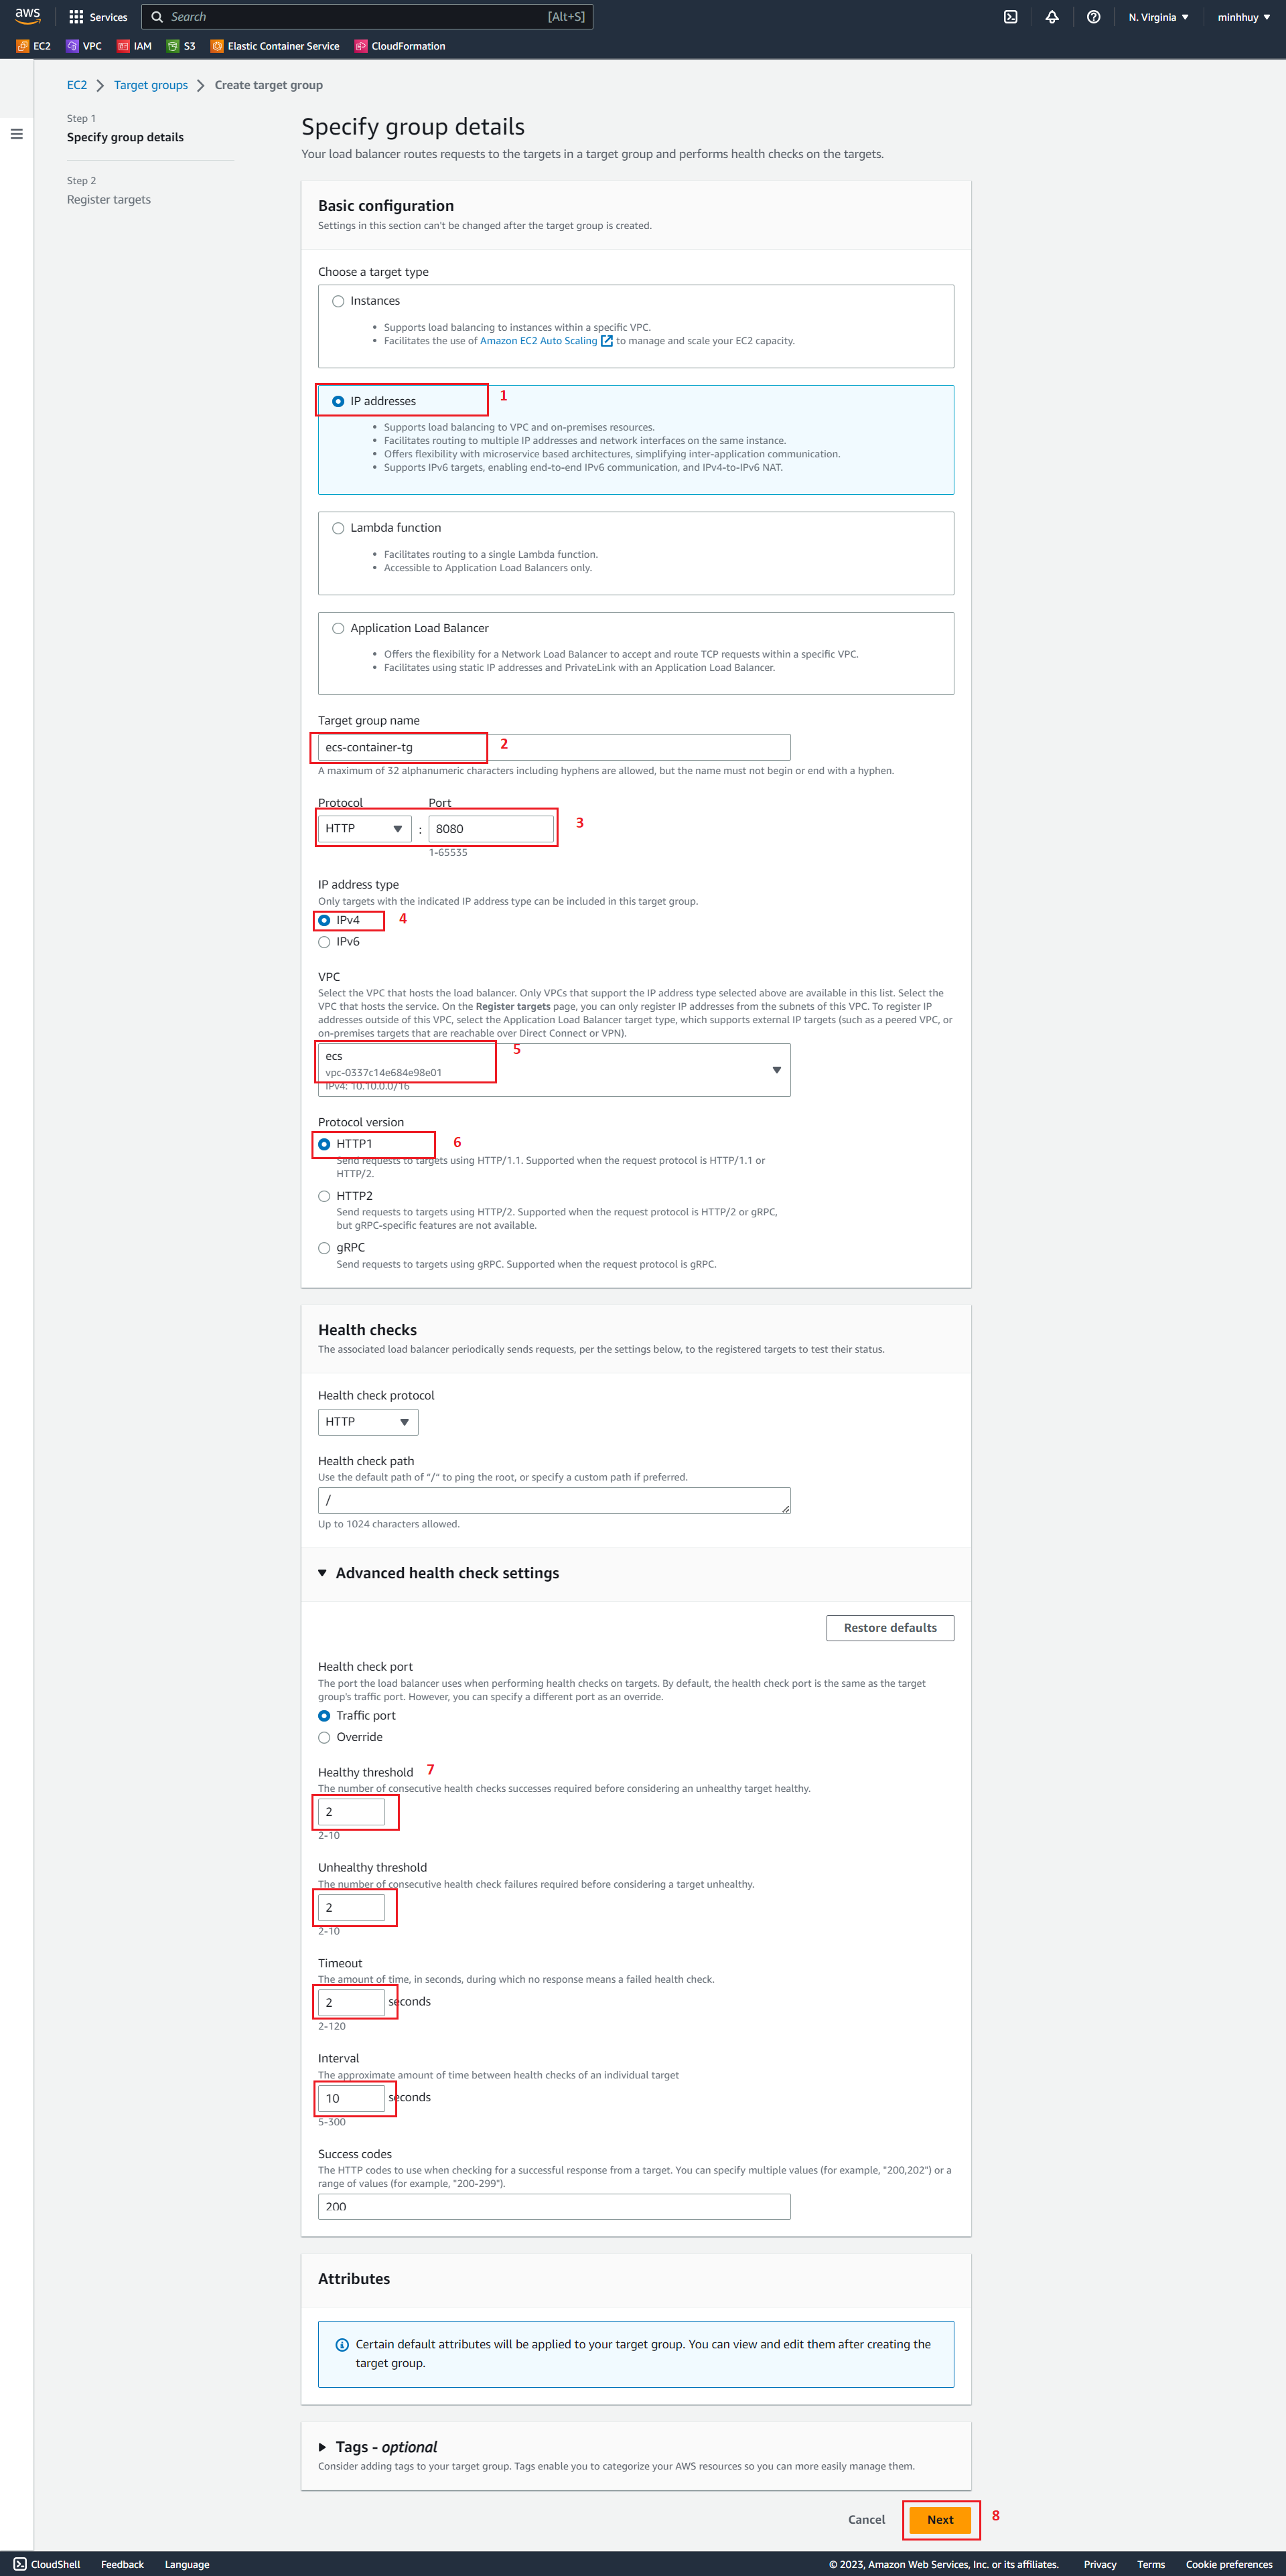 aws
Services
Search
[Alt+S]
N. Virginia
minhhuy
EC2
VPC
IAM
S3
Elastic Container Service
CloudFormation
EC2
Target groups
Create target group
Step 1
Specify group details
Step 2
Register targets
Specify group details
Your load balancer routes requests to the targets in a target group and performs health checks on the targets.
Basic configuration
Settings in this section can't be changed after the target group is created.
Choose a target type
Instances
Supports load balancing to instances within a specific VPC.
Facilitates the use of Amazon EC2 Auto Scaling to manage and scale your EC2 capacity.
IP addresses
1
Supports load balancing to VPC and on-premises resources.
Facilitates routing to multiple IP addresses and network interfaces on the same instance.
Offers flexibility with microservice based architectures, simplifying inter-application communication.
Supports IPv6 targets, enabling end-to-end IPv6 communication, and IPv4-to-IPv6 NAT.
Lambda function
Facilitates routing to a single Lambda function.
Accessible to Application Load Balancers only.
Application Load Balancer
Offers the flexibility for a Network Load Balancer to accept and route TCP requests within a specific VPC.
Facilitates using static IP addresses and PrivateLink with an Application Load Balancer.
Target group name
ecs-container-tg
2
A maximum of 32 alphanumeric characters including hyphens are allowed, but the name must not begin or end with a hyphen.
Protocol
Port
HTTP
:
8080
3
1-65535
IP address type
Only targets with the indicated IP address type can be included in this target group.
IPv4
4
IPv6
VPC
Select the VPC that hosts the load balancer. Only VPCs that support the IP address type selected above are available in this list. Select the
VPC that hosts the service. On the Register targets page, you can only register IP addresses from the subnets of this VPC. To register IP
addresses outside of this VPC, select the Application Load Balancer target type, which supports external IP targets (such as a peered VPC, or
on-premises targets that are reachable over Direct Connect or VPN).
ecs
5
vpc-0337c14e684e98e01
IPv4: 10.10.0.0/16
Protocol version
HTTP1
6
Send requests to targets using HTTP/1.1. Supported when the request protocol is HTTP/1.1 or
HTTP/2.
HTTP2
Send requests to targets using HTTP/2. Supported when the request protocol is HTTP/2 or gRPC,
but gRPC-specific features are not available.
gRPC
Send requests to targets using gRPC. Supported when the request protocol is gRPC.
Health checks
The associated load balancer periodically sends requests, per the settings below, to the registered targets to test their status.
Health check protocol
HTTP
Health check path
Use the default path of "/" to ping the root, or specify a custom path if preferred.
/
Up to 1024 characters allowed.
Advanced health check settings
Restore defaults
Health check port
The port the load balancer uses when performing health checks on targets. By default, the health check port is the same as the target
group's traffic port. However, you can specify a different port as an override.
Traffic port
Override
Healthy threshold
7
The number of consecutive health checks successes required before considering an unhealthy target healthy.
2
2-10
Unhealthy threshold
The number of consecutive health check failures required before considering a target unhealthy.
2
2-10
Timeout
The amount of time, in seconds, during which no response means a failed health check.
2
seconds
2-120
Interval
The approximate amount of time between health checks of an individual target
10
seconds
5-300
Success codes
The HTTP codes to use when checking for a successful response from a target. You can specify multiple values (for example, "200,202") or a
range of values (for example, "200-299").
200
Attributes
Certain default attributes will be applied to your target group. You can view and edit them after creating the
target group.
Tags - optional
Consider adding tags to your target group. Tags enable you to categorize your AWS resources so you can more easily manage them.
Cancel
Next
8
CloudShell
Feedback
Language
© 2023, Amazon Web Services, Inc. or its affiliates.
Privacy
Terms
Cookie preferences